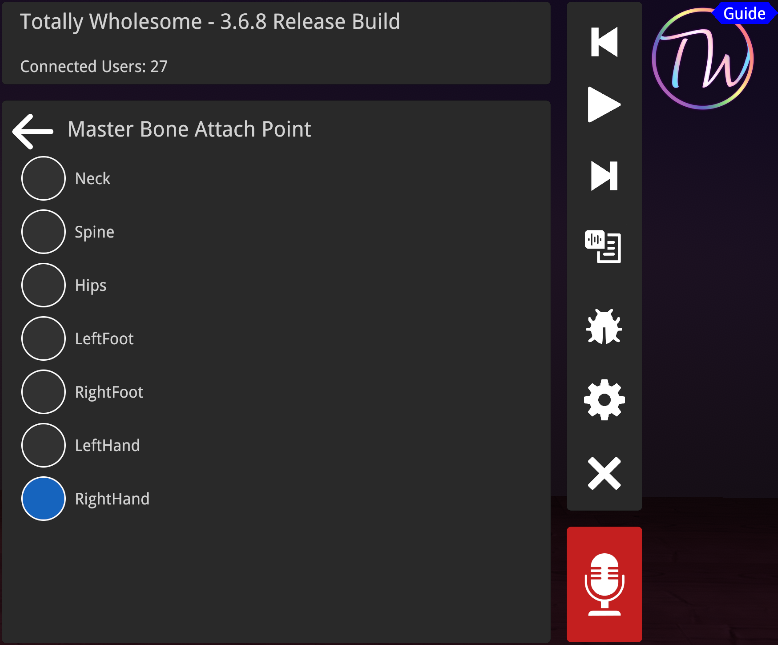 Totally Wholesome - 3.6.8 Release Build
Connected Users: 27
Guide
TW
Master Bone Attach Point
Neck
Spine
Hips
LeftFoot
RightFoot
LeftHand
RightHand